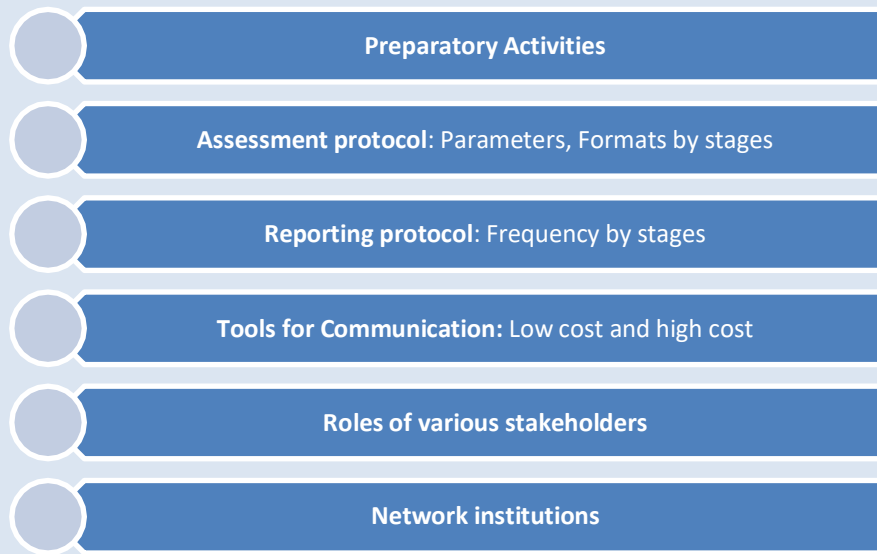 Preparatory Activities
Assessment protocol: Parameters, Formats by stages
Reporting protocol: Frequency by stages
Tools for Communication: Low cost and high cost
Roles of various stakeholders
Network institutions